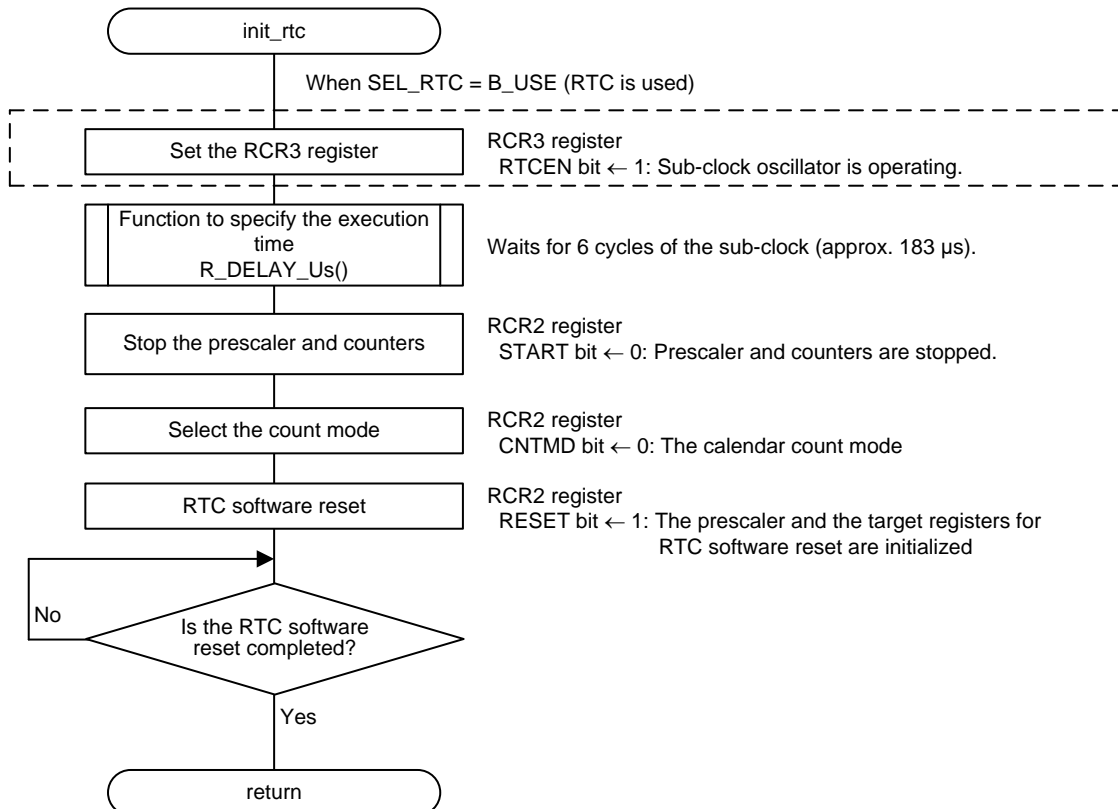 init_rtc
When SEL_RTC = B_USE (RTC is used)
Set the RCR3 register
RCR3 register
RTCEN bit ← 1: Sub-clock oscillator is operating.
Function to specify the execution
time
R_DELAY_Us()
Waits for 6 cycles of the sub-clock (approx. 183 µs).
Stop the prescaler and counters
RCR2 register
START bit ← 0: Prescaler and counters are stopped.
Select the count mode
RCR2 register
CNTMD bit ← 0: The calendar count mode
RTC software reset
RCR2 register
RESET bit ← 1: The prescaler and the target registers for
RTC software reset are initialized
No
Is the RTC software
reset completed?
Yes
return